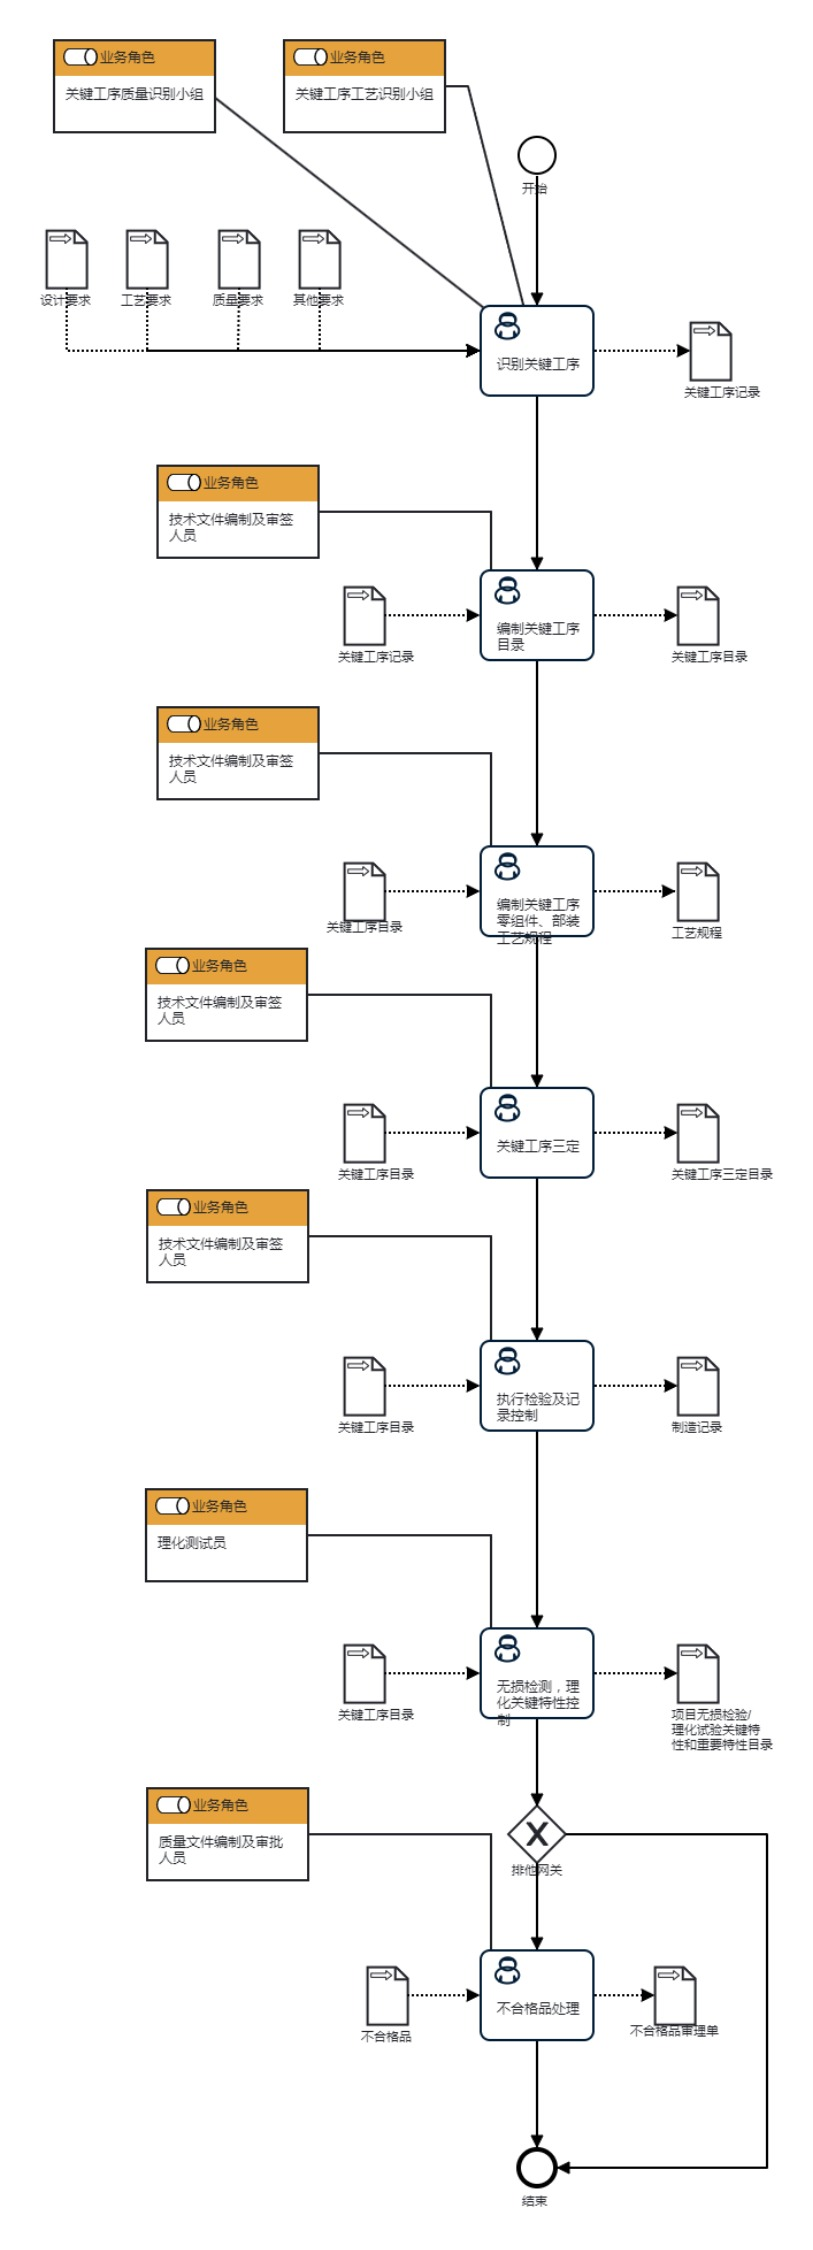 业务角色
关键工序质量识别小组
业务角色
关键工序工艺识别小组
开始
设计要求
工艺要求
质量要求
其他要求
识别关键工序
关键工序记录
业务角色
技术文件编制及审签
人员
关键工序记录
编制关键工序
目录
关键工序目录
业务角色
技术文件编制及审签
人员
关键工序目录
编制关键工序
零组件、部装
工艺规程
工艺规程
业务角色
技术文件编制及审签
人员
关键工序目录
关键工序三定
关键工序三定目录
业务角色
技术文件编制及审签
人员
关键工序目录
执行检验及记
录控制
制造记录
业务角色
理化测试员
关键工序目录
无损检测，理
化关键特性控
制
项目无损检验/
理化试验关键特
性和重要特性目录
业务角色
质量文件编制及审批
人员
X
排他网关
不合格品
不合格品处理
不合格品审理单
结束